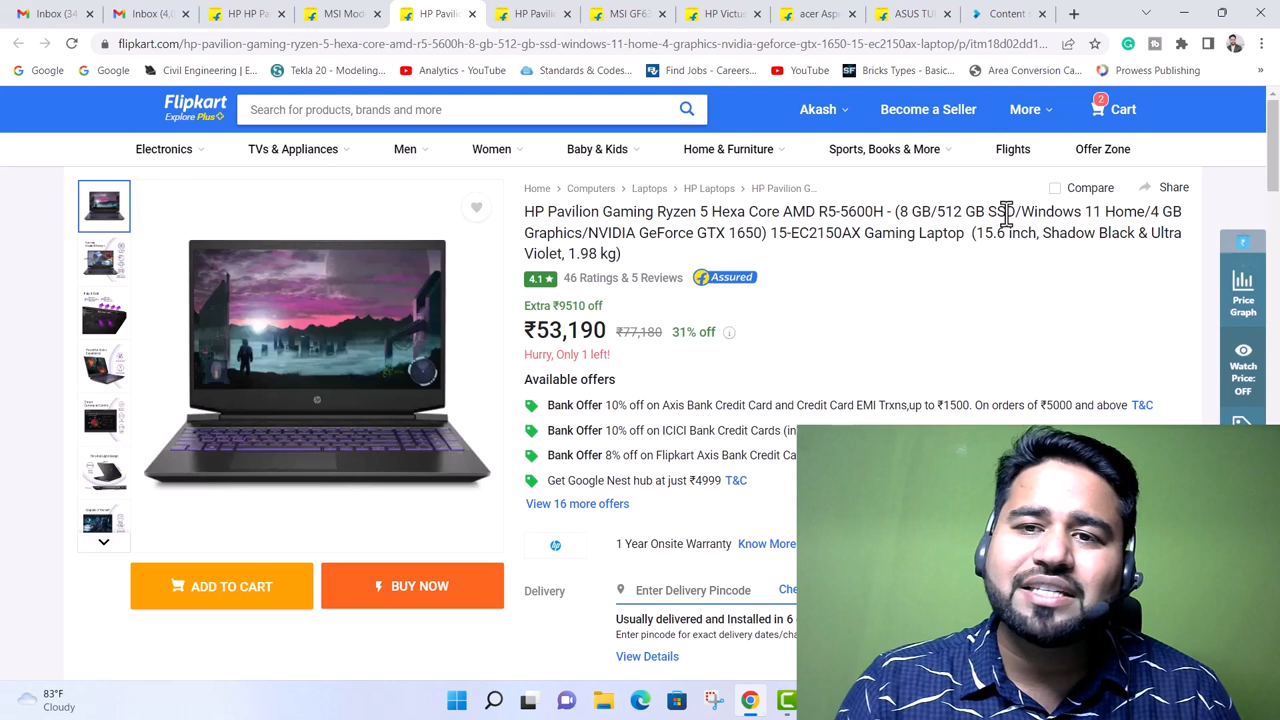 Inbox (34
Inbox (4,(
HP HP Pa
MSI Mod
HP Pavili
HP Pavil
MSI GF63
HP Victus
acer Aspi
ASUS TU
Content s
flipkart.com/hp-pavilion-gaming-ryzen-5-hexa-core-amd-r5-5600h-8-gb-512-gb-ssd-windows-11-home-4-graphics-nvidia-geforce-gtx-1650-15-ec2150ax-laptop/p/itm18d02dd1...
Google
Google
Civil Engineering | E...
Tekla 20 - Modeling...
Analytics - YouTube
Standards & Codes...
Find Jobs - Careers...
YouTube
Bricks Types - Basic...
Area Conversion Ca...
Prowess Publishing
»
Flipkart
Explore Plus
Search for products, brands and more
Akash
Become a Seller
More
2
Cart
Electronics
TVs & Appliances
Men
Women
Baby & Kids
Home & Furniture
Sports, Books & More
Flights
Offer Zone
Home > Computers > Laptops > HP Laptops > HP Pavilion G...
Compare
Share
HP Pavilion Gaming Ryzen 5 Hexa Core AMD R5-5600H - (8 GB/512 GB SSD/Windows 11 Home/4 GB
Graphics/NVIDIA GeForce GTX 1650) 15-EC2150AX Gaming Laptop (15.6 inch, Shadow Black & Ultra
Violet, 1.98 kg)
4.1 ★ 46 Ratings & 5 Reviews Assured
Extra ₹9510 off
₹53,190 ₹77,180 31% off
Hurry, Only 1 left!
Available offers
Bank Offer 10% off on Axis Bank Credit Card and Credit Card EMI Trxns,up to ₹1500. On orders of ₹5000 and above T&C
Bank Offer 10% off on ICICI Bank Credit Cards (in
Bank Offer 8% off on Flipkart Axis Bank Credit Ca
Get Google Nest hub at just ₹4999 T&C
View 16 more offers
1 Year Onsite Warranty Know More
Delivery
Enter Delivery Pincode
Che
Usually delivered and Installed in 6
Enter pincode for exact delivery dates/cha
View Details
ADD TO CART
BUY NOW
Price
Graph
Watch
Price:
OFF
83°F
Cloudy